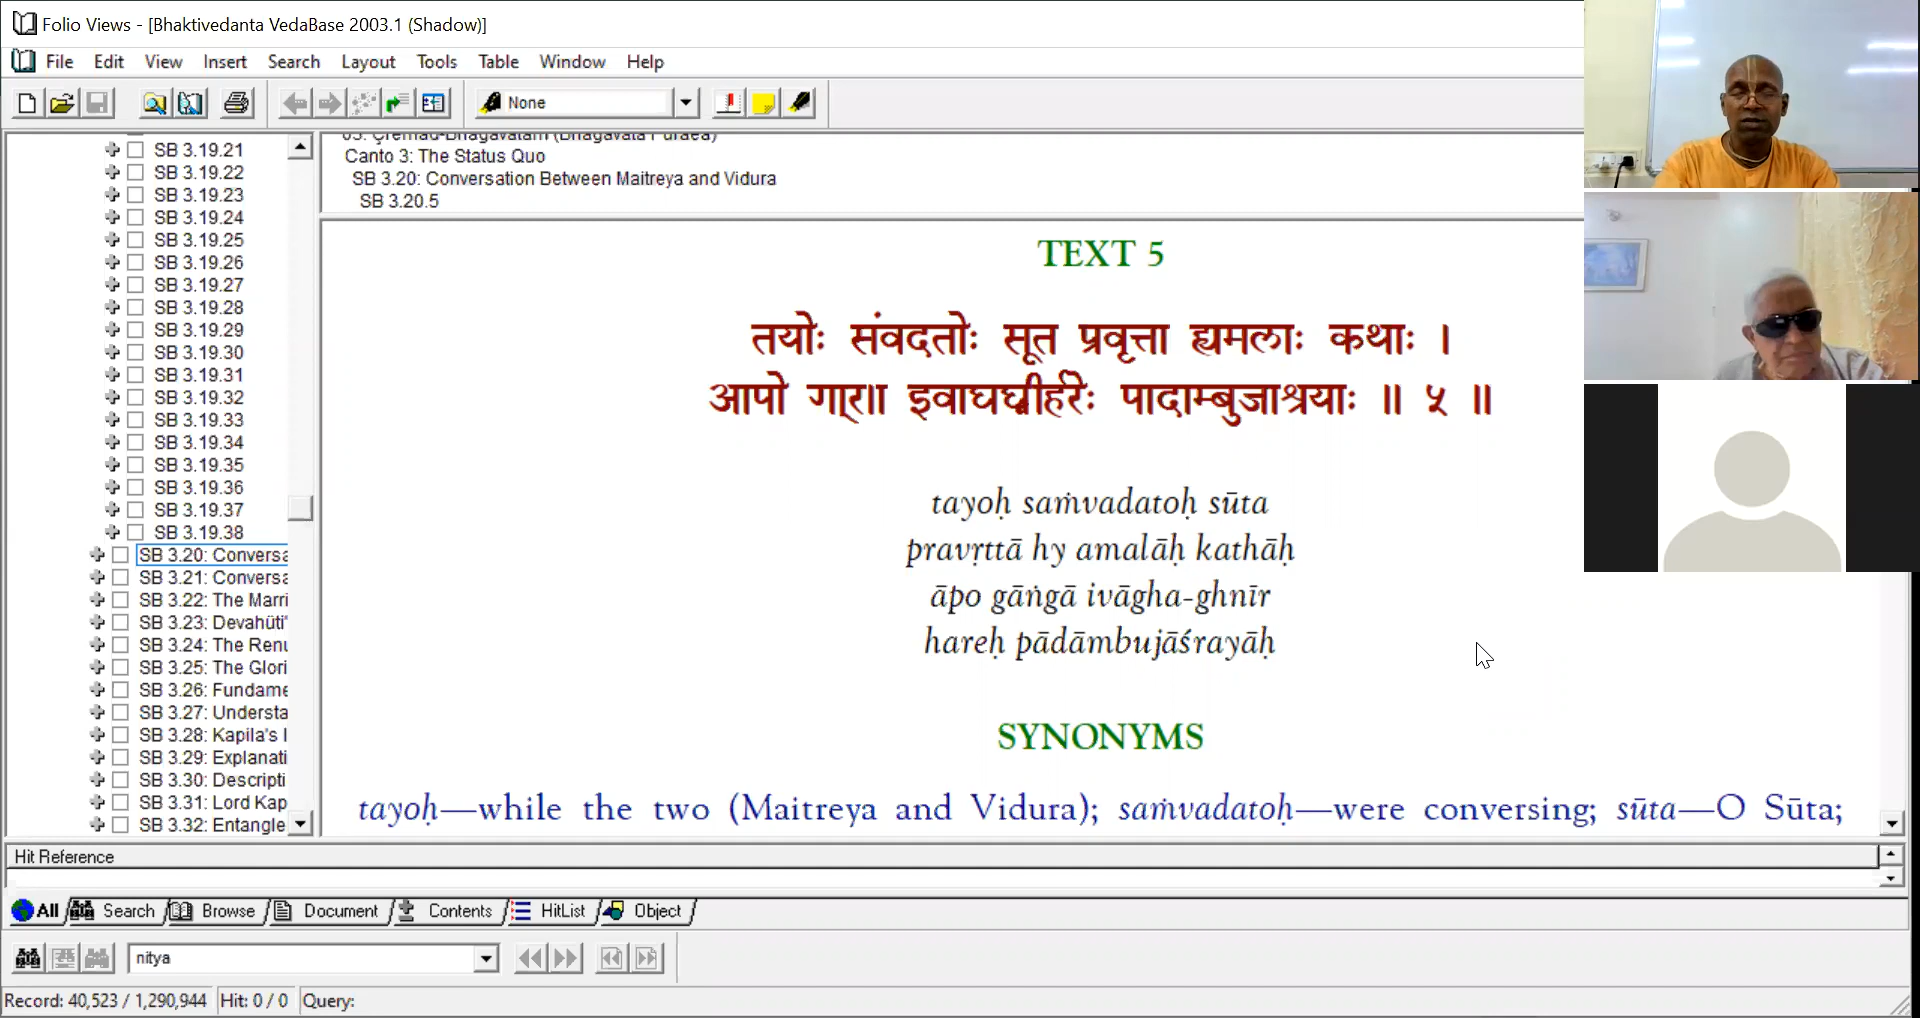 Folio Views - [Bhaktivedanta VedaBase 2003.1 (Shadow)]
File Edit View Insert Search Layout Tools Table Window Help
None
SB 3.19.21
SB 3.19.22
SB 3.19.23
SB 3.19.24
SB 3.19.25
SB 3.19.26
SB 3.19.27
SB 3.19.28
SB 3.19.29
SB 3.19.30
SB 3.19.31
SB 3.19.32
SB 3.19.33
SB 3.19.34
SB 3.19.35
SB 3.19.36
SB 3.19.37
SB 3.19.38
SB 3.20: Conversa
SB 3.21: Conversa
SB 3.22: The Marri
SB 3.23: Devahüti'
SB 3.24: The Renu
SB 3.25: The Glori
SB 3.26: Fundame
SB 3.27: Understa
SB 3.28: Kapila's I
SB 3.29: Explanati
SB 3.30: Descripti
SB 3.31: Lord Kap
SB 3.32: Entangle
Canto 3: The Status Quo
SB 3.20: Conversation Between Maitreya and Vidura
SB 3.20.5
TEXT 5
तयोः संवदतोः सूत प्रवृत्ता ह्यमलाः कथाः ।
आपो इवाघघ्नीर्हरेः पादाम्बुजाश्रयाः ॥ ५ ॥
tayoḥ saṁvadatoḥ sūta
pravṛttā hy amalāḥ kathāḥ
āpo gāṅgā ivāgha-ghnīr
hareḥ pādāmbujāśrayāḥ
SYNONYMS
tayoḥ—while the two (Maitreya and Vidura); saṁvadatoḥ—were conversing; sūta—O Sūta;
Hit Reference
All Search Browse Document Contents HitList Object
nitya
Record: 40,523 / 1,290,944 Hit: 0 / 0 Query: